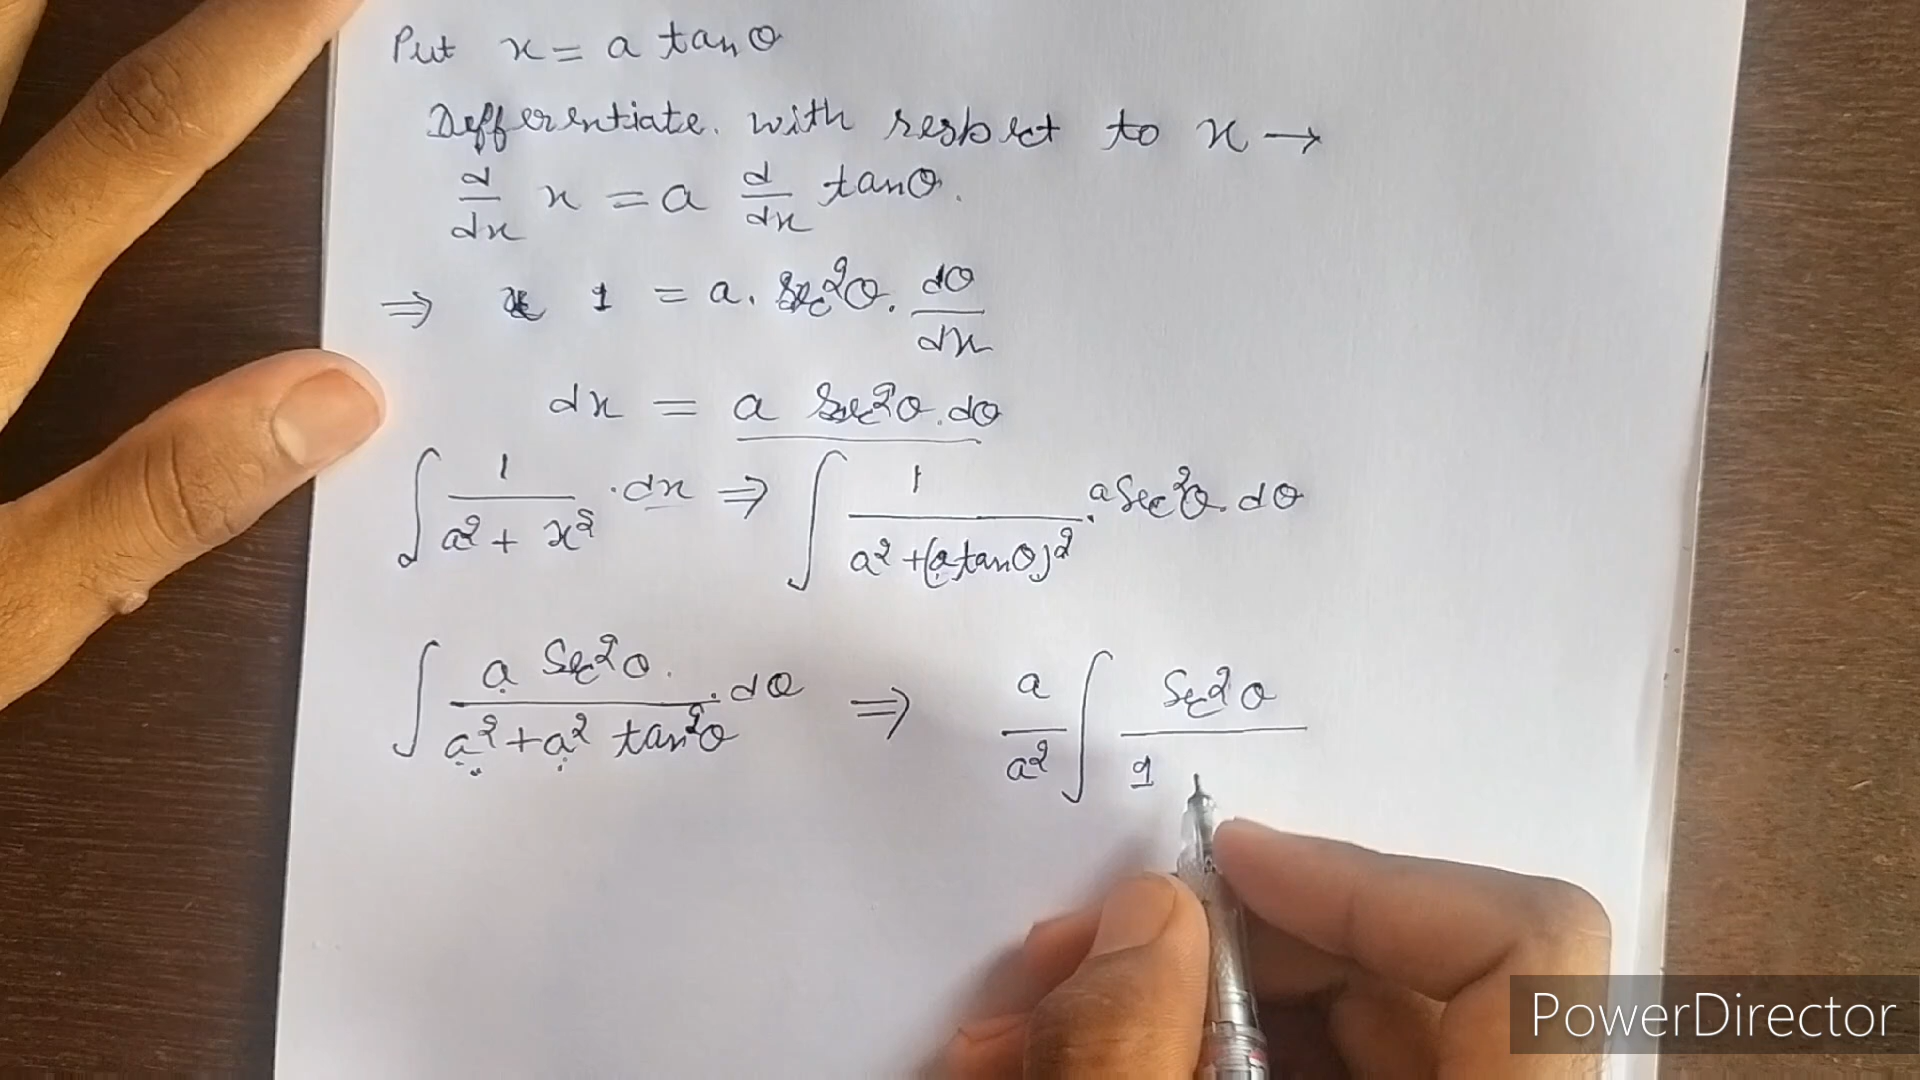 Put x = a tanθ
Differentiate. with respect to x →
d/dx x = a d/dx tanθ.
⇒ 1 = a. Sec²θ. dθ/dx
dx = a Sec²θ.dθ
∫ 1/(a² + x²) .dx ⇒ ∫ 1/(a² + (a tanθ)²) . a Sec²θ. dθ
∫ a Sec²θ./(a² + a² tan²θ) .dθ ⇒ a/a² ∫ Sec²θ / 1
PowerDirector